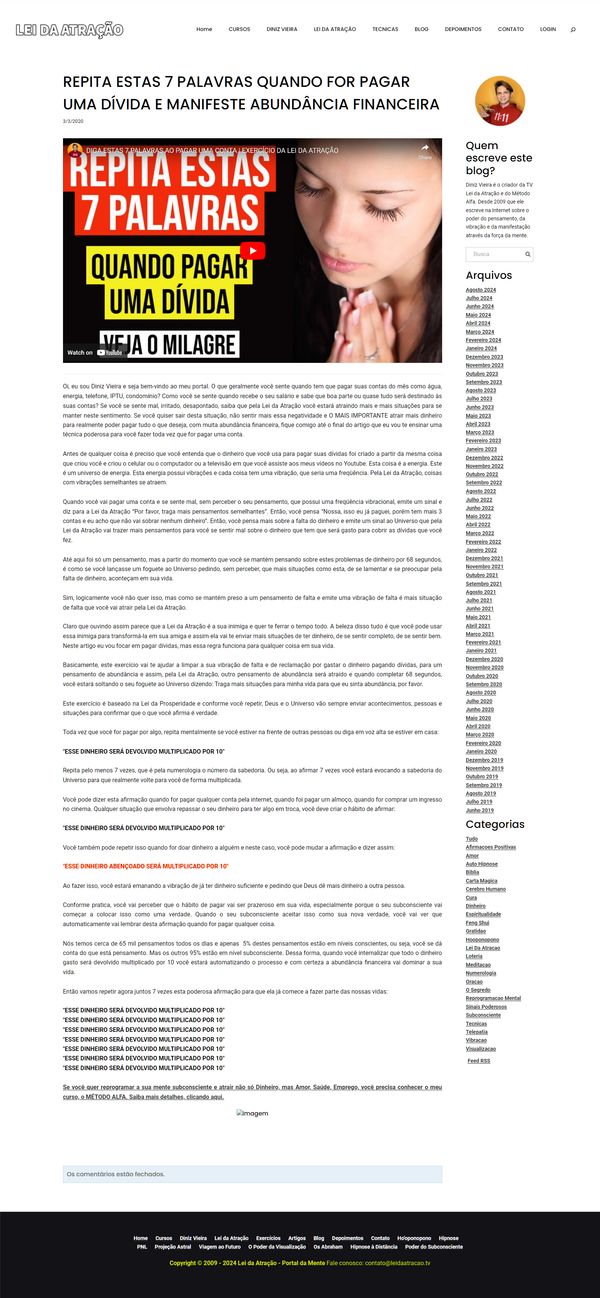 LEI DA ATRAÇÃO
Home CURSOS DINIZ VIEIRA LEI DA ATRAÇÃO TECNICAS BLOG DEPOIMENTOS CONTATO LOGIN
REPITA ESTAS 7 PALAVRAS QUANDO FOR PAGAR
UMA DÍVIDA E MANIFESTE ABUNDÂNCIA FINANCEIRA
3/3/2020
DIGA ESTAS 7 PALAVRAS AO PAGAR UMA CONTA | EXERCÍCIO DA LEI DA ATRAÇÃO
Share
REPITA ESTAS
7 PALAVRAS
QUANDO PAGAR
UMA DÍVIDA
VEJA O MILAGRE
Watch on YouTube
Oi, eu sou Diniz Vieira e seja bem-vindo ao meu portal. O que geralmente você sente quando tem que pagar suas contas do mês como água,
energia, telefone, IPTU, condomínio? Como você se sente quando recebe o seu salário e sabe que boa parte ou quase tudo será destinado às
suas contas? Se você se sente mal, irritado, desapontado, saiba que pela Lei da Atração você estará atraindo mais e mais situações para se
manter neste sentimento. Se você quiser sair desta situação, não sentir mais essa negatividade e O MAIS IMPORTANTE atrair mais dinheiro
para realmente poder pagar tudo o que deseja, com muita abundância financeira, fique comigo até o final do artigo que eu vou te ensinar uma
técnica poderosa para você fazer toda vez que for pagar uma conta.
Antes de qualquer coisa é preciso que você entenda que o dinheiro que você usa para pagar suas dívidas foi criado a partir da mesma coisa
que criou você e criou o celular ou o computador ou a televisão em que você assiste aos meus vídeos no Youtube. Esta coisa é a energia. Este
é um universo de energia. Esta energia possui vibrações e cada coisa tem uma vibração, que seria uma freqüência. Pela Lei da Atração, coisas
com vibrações semelhantes se atraem.
Quando você vai pagar uma conta e se sente mal, sem perceber o seu pensamento, que possui uma freqüência vibracional, emite um sinal e
diz para a Lei da Atração "Por favor, traga mais pensamentos semelhantes". Então, você pensa "Nossa, isso eu já paguei, porém tem mais 3
contas e eu acho que não vai sobrar nenhum dinheiro". Então, você pensa mais sobre a falta do dinheiro e emite um sinal ao Universo que pela
Lei da Atração vai trazer mais pensamentos para você se sentir mal sobre o dinheiro que tem que será gasto para cobrir as dívidas que você
fez.
Até aqui foi só um pensamento, mas a partir do momento que você se mantém pensando sobre estes problemas de dinheiro por 68 segundos,
é como se você lançasse um foguete ao Universo pedindo, sem perceber, que mais situações como esta, de se lamentar e se preocupar pela
falta de dinheiro, aconteçam em sua vida.
Sim, logicamente você não quer isso, mas como se mantém preso a um pensamento de falta e emite uma vibração de falta é mais situação
de falta que você vai atrair pela Lei da Atração.
Claro que ouvindo assim parece que a Lei da Atração é a sua inimiga e quer te ferrar o tempo todo. A beleza disso tudo é que você pode usar
essa inimiga para transformá-la em sua amiga e assim ela vai te enviar mais situações de ter dinheiro, de se sentir completo, de se sentir bem.
Neste artigo eu vou focar em pagar dívidas, mas essa regra funciona para qualquer coisa em sua vida.
Basicamente, este exercício vai te ajudar a limpar a sua vibração de falta e de reclamação por gastar o dinheiro pagando dívidas, para um
pensamento de abundância e assim, pela Lei da Atração, outro pensamento de abundância será atraído e quando completar 68 segundos,
você estará soltando o seu foguete ao Universo dizendo: Traga mais situações para minha vida para que eu sinta abundância, por favor.
Este exercício é baseado na Lei da Prosperidade e conforme você repetir, Deus e o Universo vão sempre enviar acontecimentos, pessoas e
situações para confirmar que o que você afirma é verdade.
Toda vez que você for pagar por algo, repita mentalmente se você estiver na frente de outras pessoas ou diga em voz alta se estiver em casa:
"ESSE DINHEIRO SERÁ DEVOLVIDO MULTIPLICADO POR 10"
Repita pelo menos 7 vezes, que é pela numerologia o número da sabedoria. Ou seja, ao afirmar 7 vezes você estará evocando a sabedoria do
Universo para que realmente volte para você de forma multiplicada.
Você pode dizer esta afirmação quando for pagar qualquer conta pela internet, quando foi pagar um almoço, quando for comprar um ingresso
no cinema. Qualquer situação que envolva repassar o seu dinheiro para ter algo em troca, você deve criar o hábito de afirmar:
"ESSE DINHEIRO SERÁ DEVOLVIDO MULTIPLICADO POR 10"
Você também pode repetir isso quando for doar dinheiro a alguém e neste caso, você pode mudar a afirmação e dizer assim:
"ESSE DINHEIRO ABENÇOADO SERÁ MULTIPLICADO POR 10"
Ao fazer isso, você estará emanando a vibração de já ter dinheiro suficiente e pedindo que Deus dê mais dinheiro a outra pessoa.
Conforme pratica, você vai perceber que o hábito de pagar vai ser prazeroso em sua vida, especialmente porque o seu subconsciente vai
começar a colocar isso como uma verdade. Quando o seu subconsciente aceitar isso como sua nova verdade, você vai ver que
automaticamente vai lembrar desta afirmação quando for pagar qualquer coisa.
Nós temos cerca de 65 mil pensamentos todos os dias e apenas 5% destes pensamentos estão em níveis conscientes, ou seja, você se dá
conta do que está pensando. Mas os outros 95% estão em nível subconsciente. Dessa forma, quando você internalizar que todo o dinheiro
gasto será devolvido multiplicado por 10 você estará automatizando o processo e com certeza a abundância financeira vai dominar a sua
vida.
Então vamos repetir agora juntos 7 vezes esta poderosa afirmação para que ela já comece a fazer parte das nossas vidas:
"ESSE DINHEIRO SERÁ DEVOLVIDO MULTIPLICADO POR 10"
"ESSE DINHEIRO SERÁ DEVOLVIDO MULTIPLICADO POR 10"
"ESSE DINHEIRO SERÁ DEVOLVIDO MULTIPLICADO POR 10"
"ESSE DINHEIRO SERÁ DEVOLVIDO MULTIPLICADO POR 10"
"ESSE DINHEIRO SERÁ DEVOLVIDO MULTIPLICADO POR 10"
"ESSE DINHEIRO SERÁ DEVOLVIDO MULTIPLICADO POR 10"
"ESSE DINHEIRO SERÁ DEVOLVIDO MULTIPLICADO POR 10"
Se você quer reprogramar a sua mente subconsciente e atrair não só Dinheiro, mas Amor, Saúde, Emprego, você precisa conhecer o meu
curso, o MÉTODO ALFA. Saiba mais detalhes, clicando aqui.
Imagem
Os comentários estão fechados.
11:11
Quem
escreve este
blog?
Diniz Vieira é o criador da TV
Lei da Atração e do Método
Alfa. Desde 2009 que ele
escreve na Internet sobre o
poder do pensamento, da
vibração e da manifestação
através da força da mente.
Busca
Arquivos
Agosto 2024
Julho 2024
Junho 2024
Maio 2024
Abril 2024
Março 2024
Fevereiro 2024
Janeiro 2024
Dezembro 2023
Novembro 2023
Outubro 2023
Setembro 2023
Agosto 2023
Julho 2023
Junho 2023
Maio 2023
Abril 2023
Março 2023
Fevereiro 2023
Janeiro 2023
Dezembro 2022
Novembro 2022
Outubro 2022
Setembro 2022
Agosto 2022
Julho 2022
Junho 2022
Maio 2022
Abril 2022
Março 2022
Fevereiro 2022
Janeiro 2022
Dezembro 2021
Novembro 2021
Outubro 2021
Setembro 2021
Agosto 2021
Julho 2021
Junho 2021
Maio 2021
Abril 2021
Março 2021
Fevereiro 2021
Janeiro 2021
Dezembro 2020
Novembro 2020
Outubro 2020
Setembro 2020
Agosto 2020
Julho 2020
Junho 2020
Maio 2020
Abril 2020
Março 2020
Fevereiro 2020
Janeiro 2020
Dezembro 2019
Novembro 2019
Outubro 2019
Setembro 2019
Agosto 2019
Julho 2019
Junho 2019
Categorias
Tudo
Afirmacoes Positivas
Amor
Auto Hipnose
Biblia
Carta Magica
Cerebro Humano
Cura
Dinheiro
Espiritualidade
Feng Shui
Gratidao
Hooponopono
Lei Da Atracao
Loteria
Meditacao
Numerologia
Oracao
O Segredo
Reprogramacao Mental
Sinais Poderosos
Subconsciente
Tecnicas
Telepatia
Vibracao
Visualizacao
Feed RSS
Home Cursos Diniz Vieira Lei da Atração Exercícios Artigos Blog Depoimentos Contato Ho'oponopono Hipnose
PNL Projeção Astral Viagem ao Futuro O Poder da Visualização Os Abraham Hipnose à Distância Poder do Subconsciente
Copyright © 2009 - 2024 Lei da Atração - Portal da Mente Fale conosco: contato@leidaatracao.tv